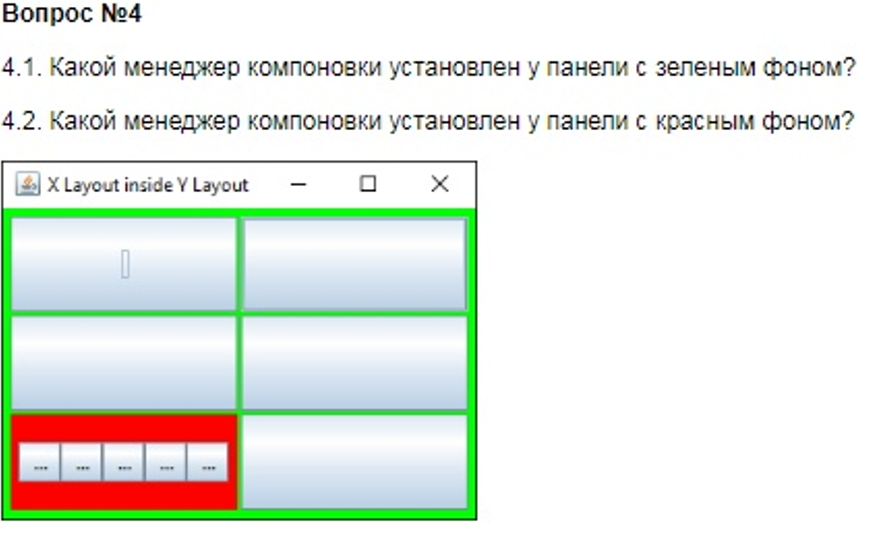 Вопрос №4
4.1. Какой менеджер компоновки установлен у панели с зеленым фоном?
4.2. Какой менеджер компоновки установлен у панели с красным фоном?
X Layout inside Y Layout
... ... ... ... ...